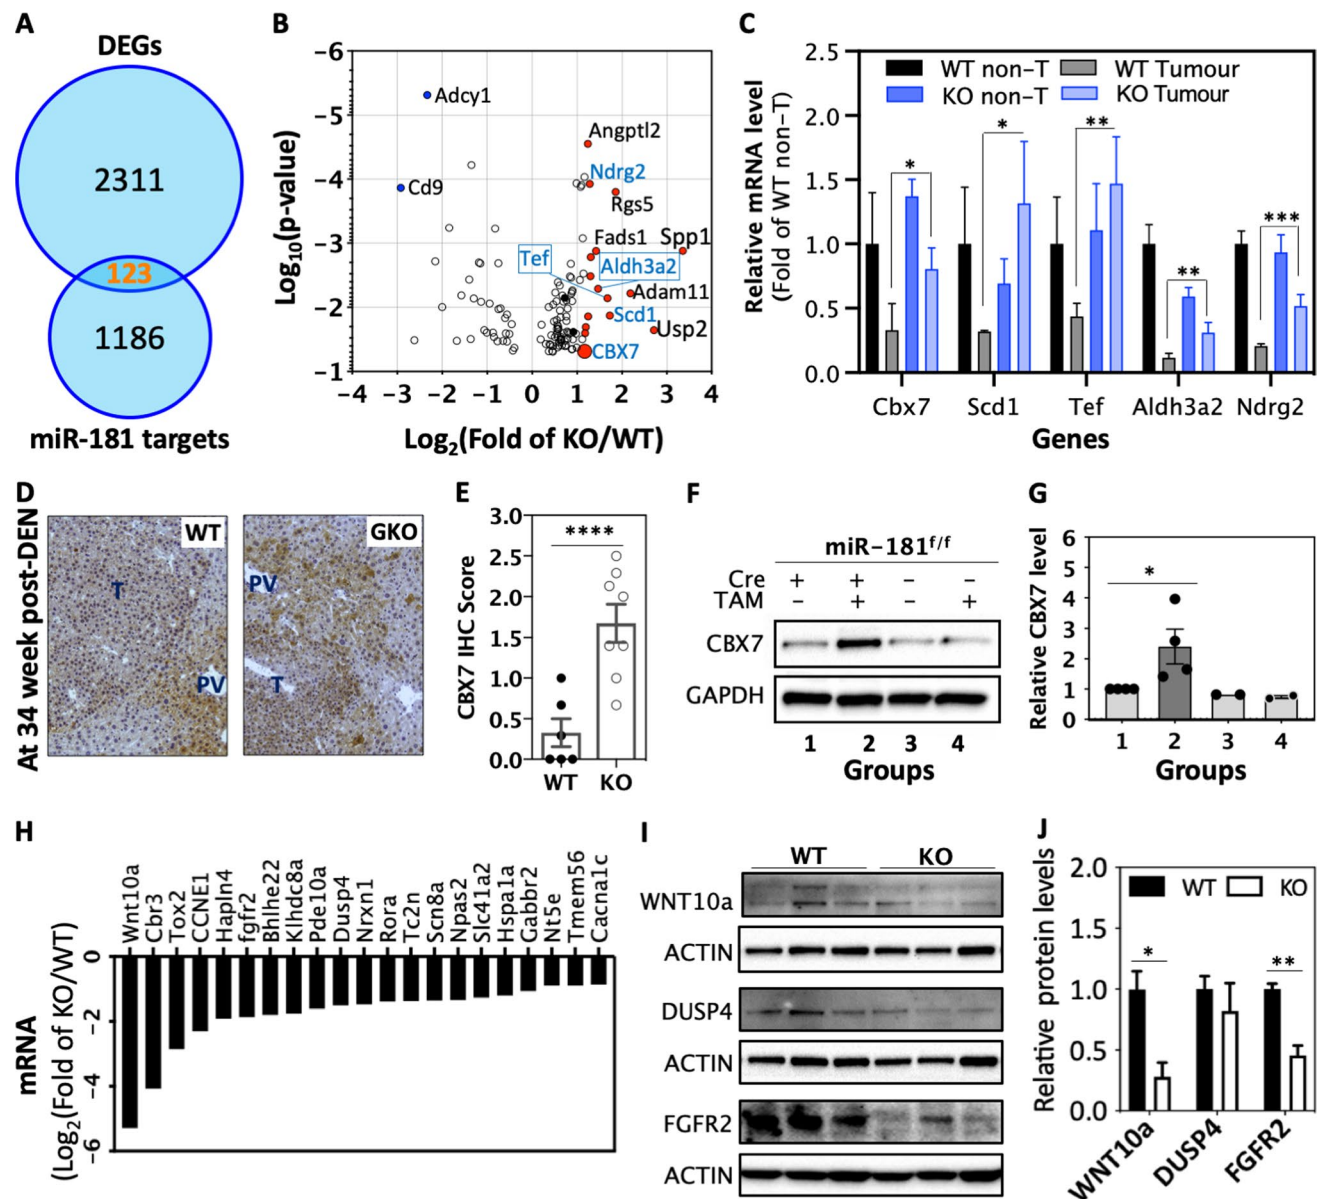 A
DEGs
2311
123
1186
miR-181 targets
B
Log10(p-value)
−6
−5
−4
−3
−2
−1
Adcy1
Cd9
Angptl2
Ndrg2
Rgs5
Fads1
Spp1
Tef
Aldh3a2
Adam11
Scd1
Usp2
CBX7
−4 −3 −2 −1 0 1 2 3 4
Log2(Fold of KO/WT)
C
Relative mRNA level
(Fold of WT non−T)
2.5
2.0
1.5
1.0
0.5
0.0
WT non−T
WT Tumour
KO non−T
KO Tumour
*
*
**
**
***
Cbx7 Scd1 Tef Aldh3a2 Ndrg2
Genes
D
At 34 week post-DEN
WT
T
PV
GKO
PV
T
E
CBX7 IHC Score
3.0
2.5
2.0
1.5
1.0
0.5
0.0
****
WT KO
F
miR−181f/f
Cre + + − −
TAM − + − +
CBX7
GAPDH
1 2 3 4
Groups
G
Relative CBX7 level
6
5
4
3
2
1
0
*
1 2 3 4
Groups
H
mRNA
(Log2(Fold of KO/WT)
0
−2
−4
−6
Wnt10a
Cbr3
Tox2
CCNE1
Hapln4
fgfr2
Bhlhe22
Klhdc8a
Pde10a
Dusp4
Nrxn1
Rora
Tc2n
Scn8a
Npas2
Slc41a2
Hspa1a
Gabbr2
Nt5e
Tmem56
Cacna1c
I
WT KO
WNT10a
ACTIN
DUSP4
ACTIN
FGFR2
ACTIN
J
Relative protein levels
2.0
1.5
1.0
0.5
0.0
WT KO
*
**
WNT10a
DUSP4
FGFR2